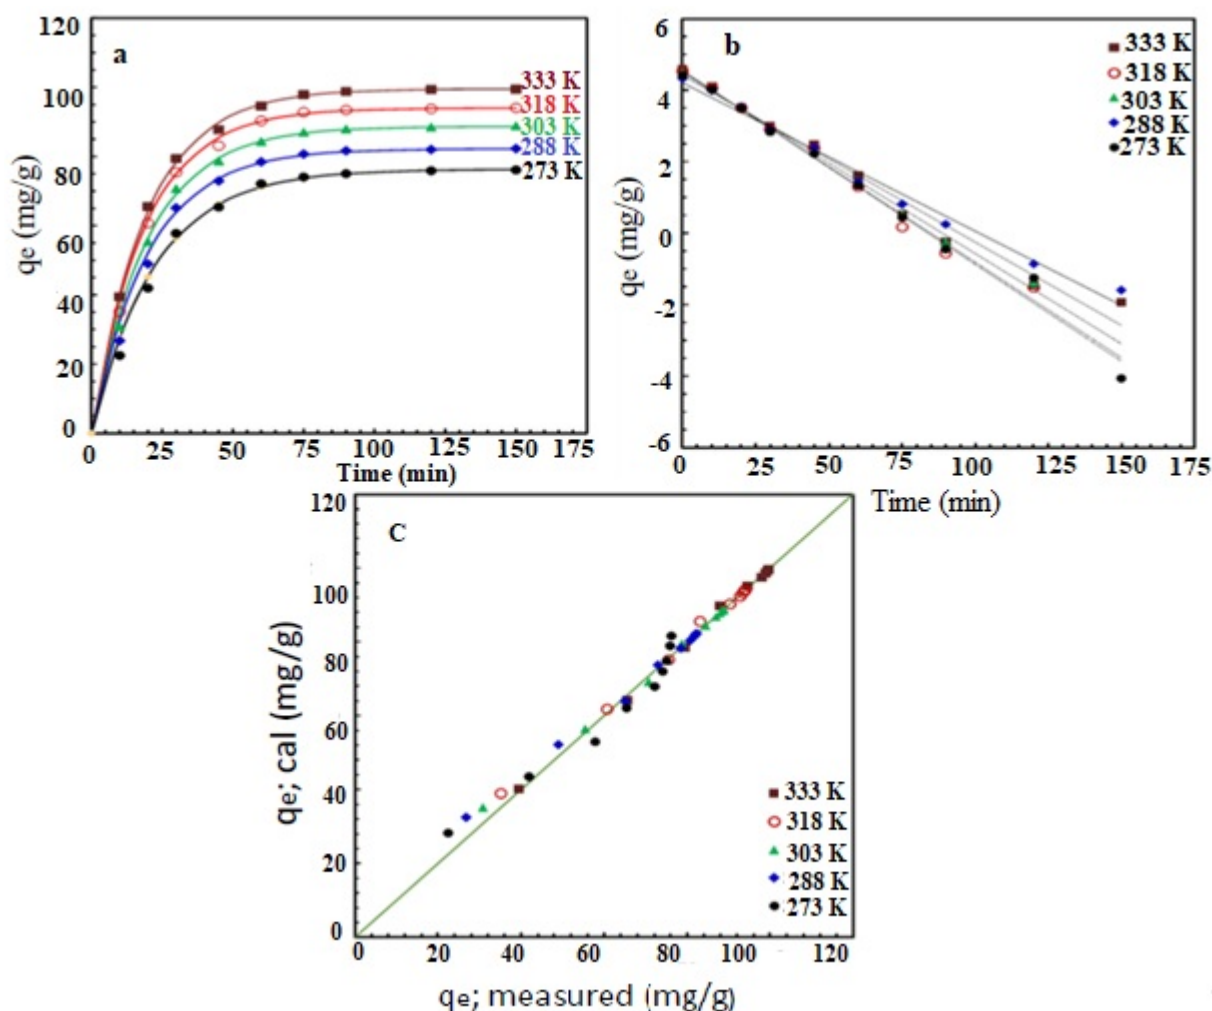 a
120
100
80
60
40
20
0
qe (mg/g)
333 K
318 K
303 K
288 K
273 K
0 25 50 75 100 125 150 175
Time (min)
b
6
4
2
0
-2
-4
-6
qe (mg/g)
333 K
318 K
303 K
288 K
273 K
0 25 50 75 100 125 150 175
Time (min)
C
120
100
80
60
40
20
0
qe; cal (mg/g)
333 K
318 K
303 K
288 K
273 K
0 20 40 60 80 100 120
qe; measured (mg/g)